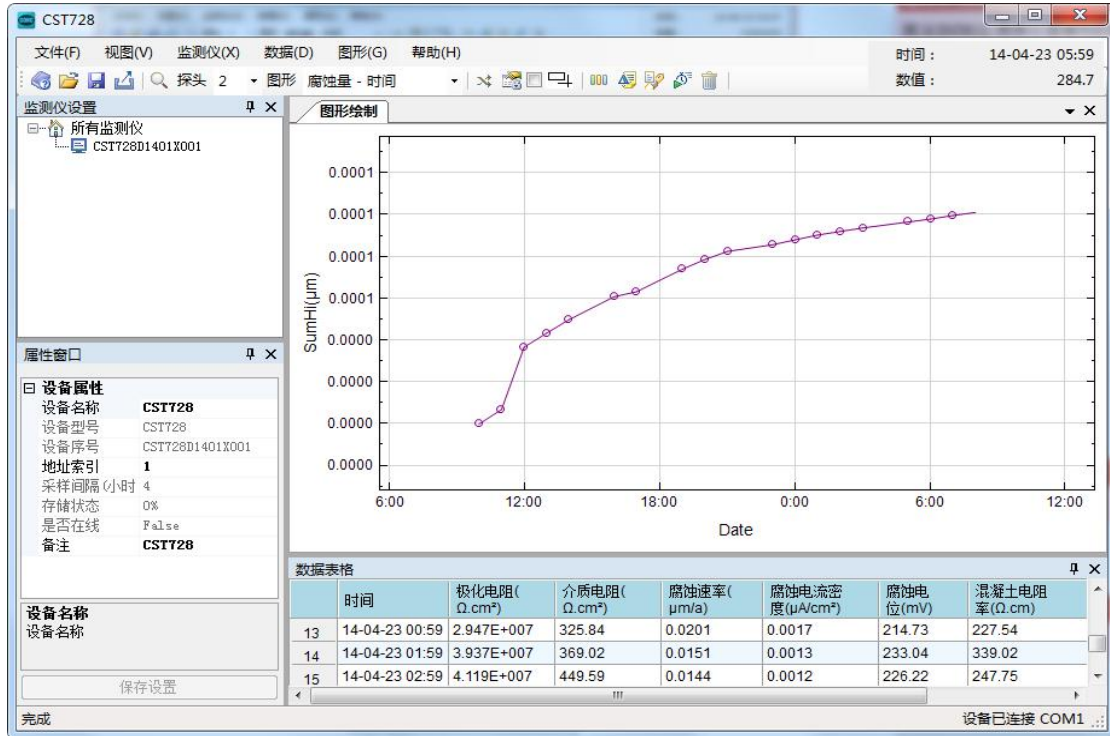 CST728
文件(F) 视图(V) 监测仪(X) 数据(D) 图形(G) 帮助(H)
时间： 14-04-23 05:59
探头 2 图形 腐蚀量 - 时间
数值： 284.7
监测仪设置
所有监测仪
CST728D1401X001
图形绘制
0.0001
0.0001
0.0001
0.0001
0.0000
0.0000
0.0000
0.0000
SumHi(μm)
6:00 12:00 18:00 0:00 6:00 12:00
Date
属性窗口
设备属性
设备名称 CST728
设备型号 CST728
设备序号 CST728D1401X001
地址索引 1
采样间隔(小时 4
存储状态 0%
是否在线 False
备注 CST728
设备名称
设备名称
保存设置
数据表格
时间 极化电阻(Ω.cm²) 介质电阻(Ω.cm²) 腐蚀速率(μm/a) 腐蚀电流密度(μA/cm²) 腐蚀电位(mV) 混凝土电阻率(Ω.cm)
13 14-04-23 00:59 2.947E+007 325.84 0.0201 0.0017 214.73 227.54
14 14-04-23 01:59 3.937E+007 369.02 0.0151 0.0013 233.04 339.02
15 14-04-23 02:59 4.119E+007 449.59 0.0144 0.0012 226.22 247.75
完成
设备已连接 COM1